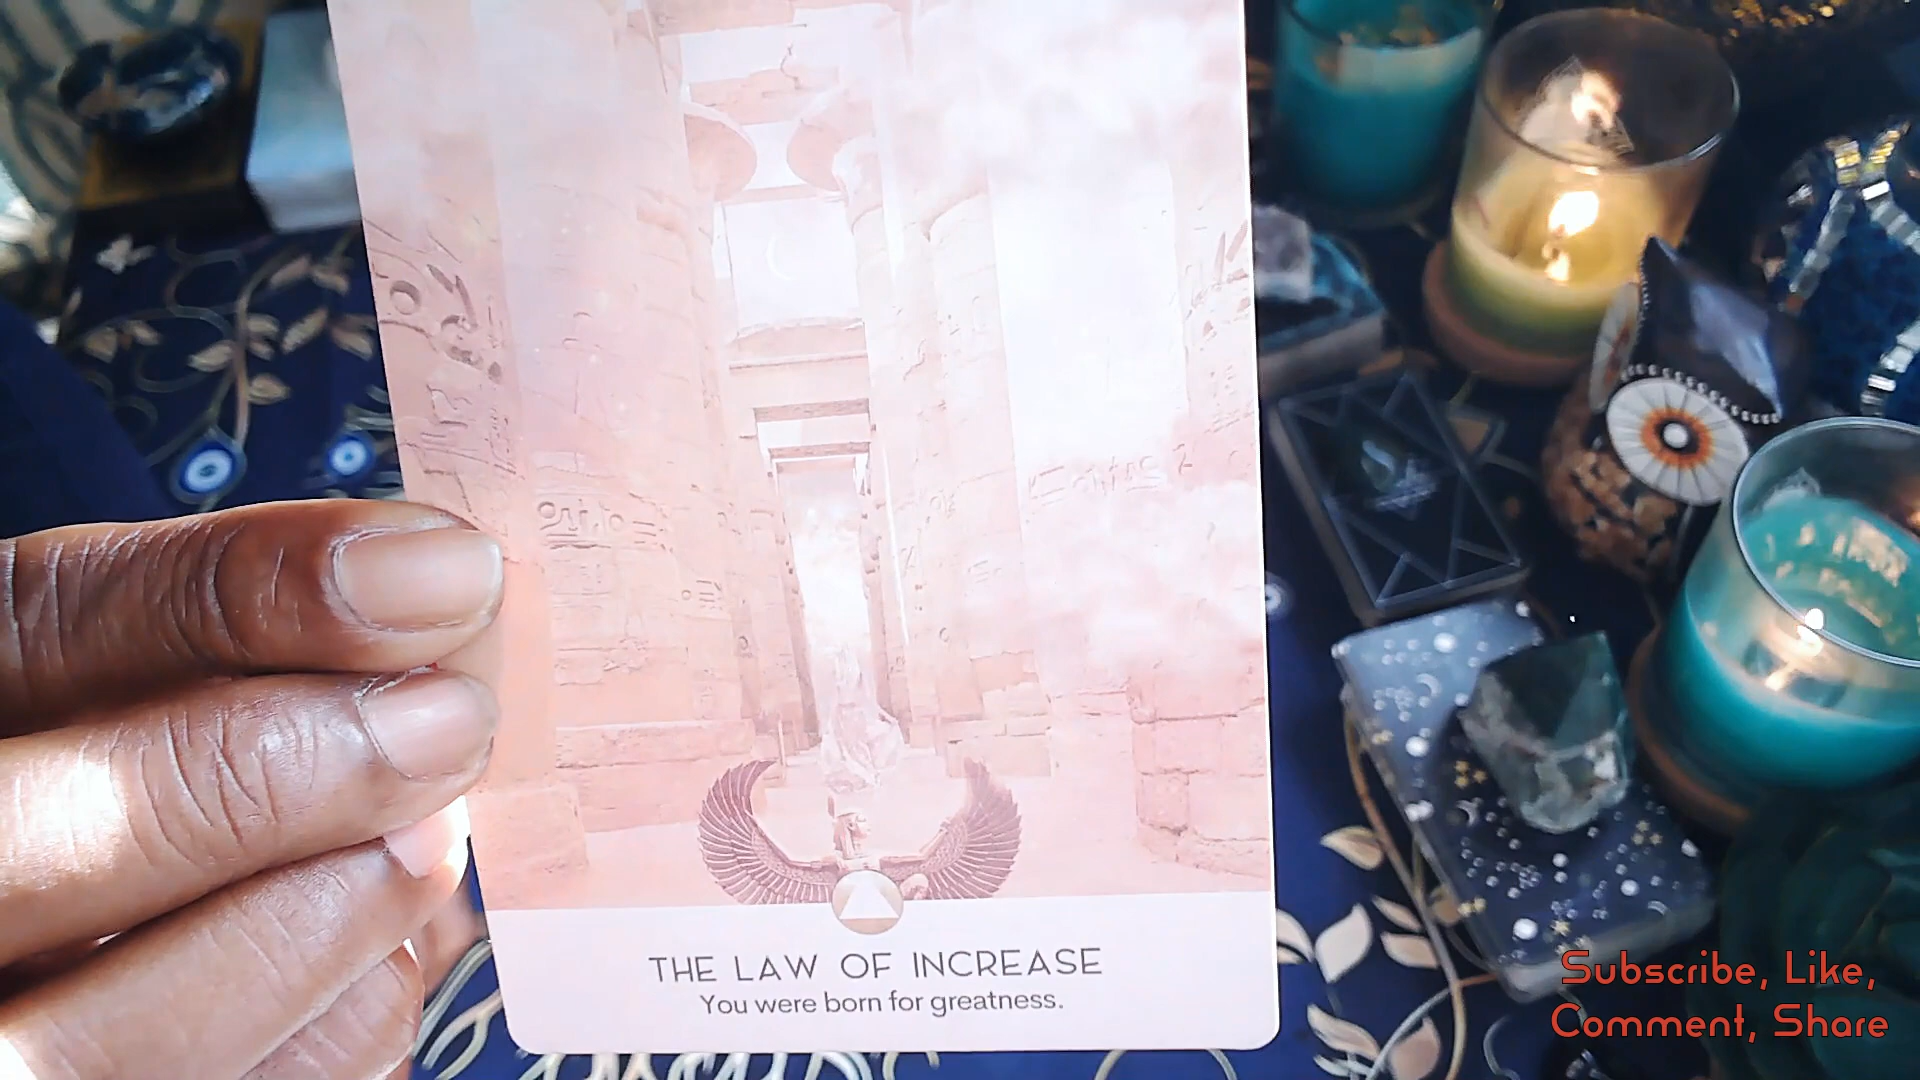 THE LAW OF INCREASE
You were born for greatness.
Subscribe, Like,
Comment, Share